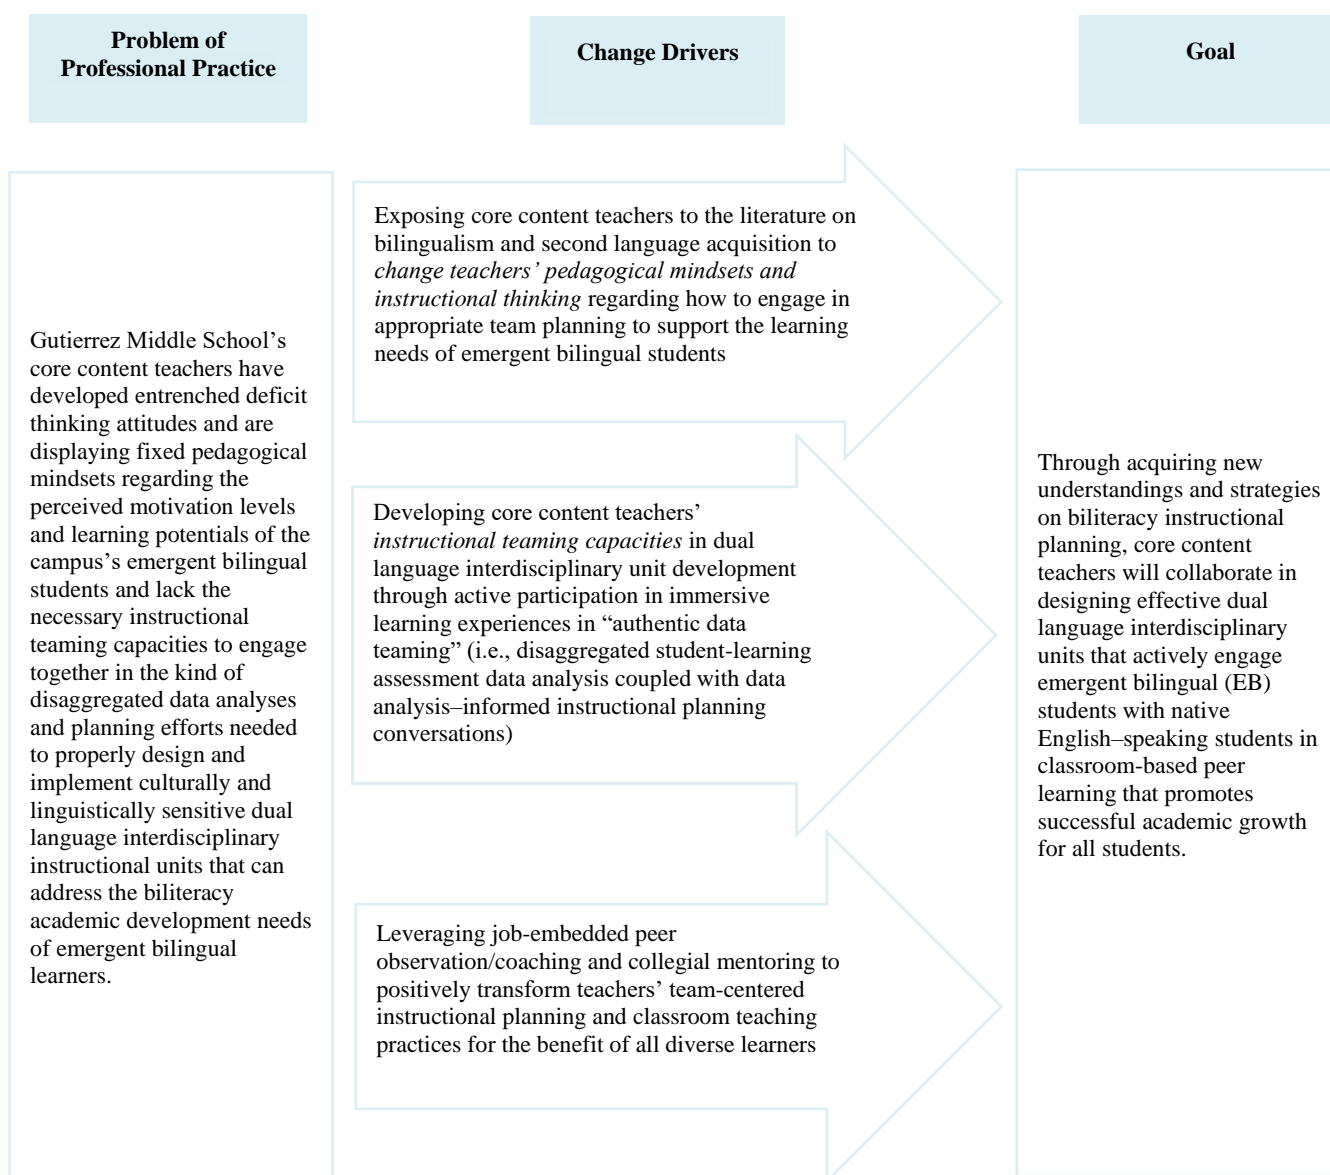 Problem of
Professional Practice
Change Drivers
Goal
Gutierrez Middle School’s
core content teachers have
developed entrenched deficit
thinking attitudes and are
displaying fixed pedagogical
mindsets regarding the
perceived motivation levels
and learning potentials of the
campus’s emergent bilingual
students and lack the
necessary instructional
teaming capacities to engage
together in the kind of
disaggregated data analyses
and planning efforts needed
to properly design and
implement culturally and
linguistically sensitive dual
language interdisciplinary
instructional units that can
address the biliteracy
academic development needs
of emergent bilingual
learners.
Exposing core content teachers to the literature on
bilingualism and second language acquisition to
change teachers’ pedagogical mindsets and
instructional thinking regarding how to engage in
appropriate team planning to support the learning
needs of emergent bilingual students
Developing core content teachers’
instructional teaming capacities in dual
language interdisciplinary unit development
through active participation in immersive
learning experiences in “authentic data
teaming” (i.e., disaggregated student-learning
assessment data analysis coupled with data
analysis–informed instructional planning
conversations)
Leveraging job-embedded peer
observation/coaching and collegial mentoring to
positively transform teachers’ team-centered
instructional planning and classroom teaching
practices for the benefit of all diverse learners
Through acquiring new
understandings and strategies
on biliteracy instructional
planning, core content
teachers will collaborate in
designing effective dual
language interdisciplinary
units that actively engage
emergent bilingual (EB)
students with native
English–speaking students in
classroom-based peer
learning that promotes
successful academic growth
for all students.